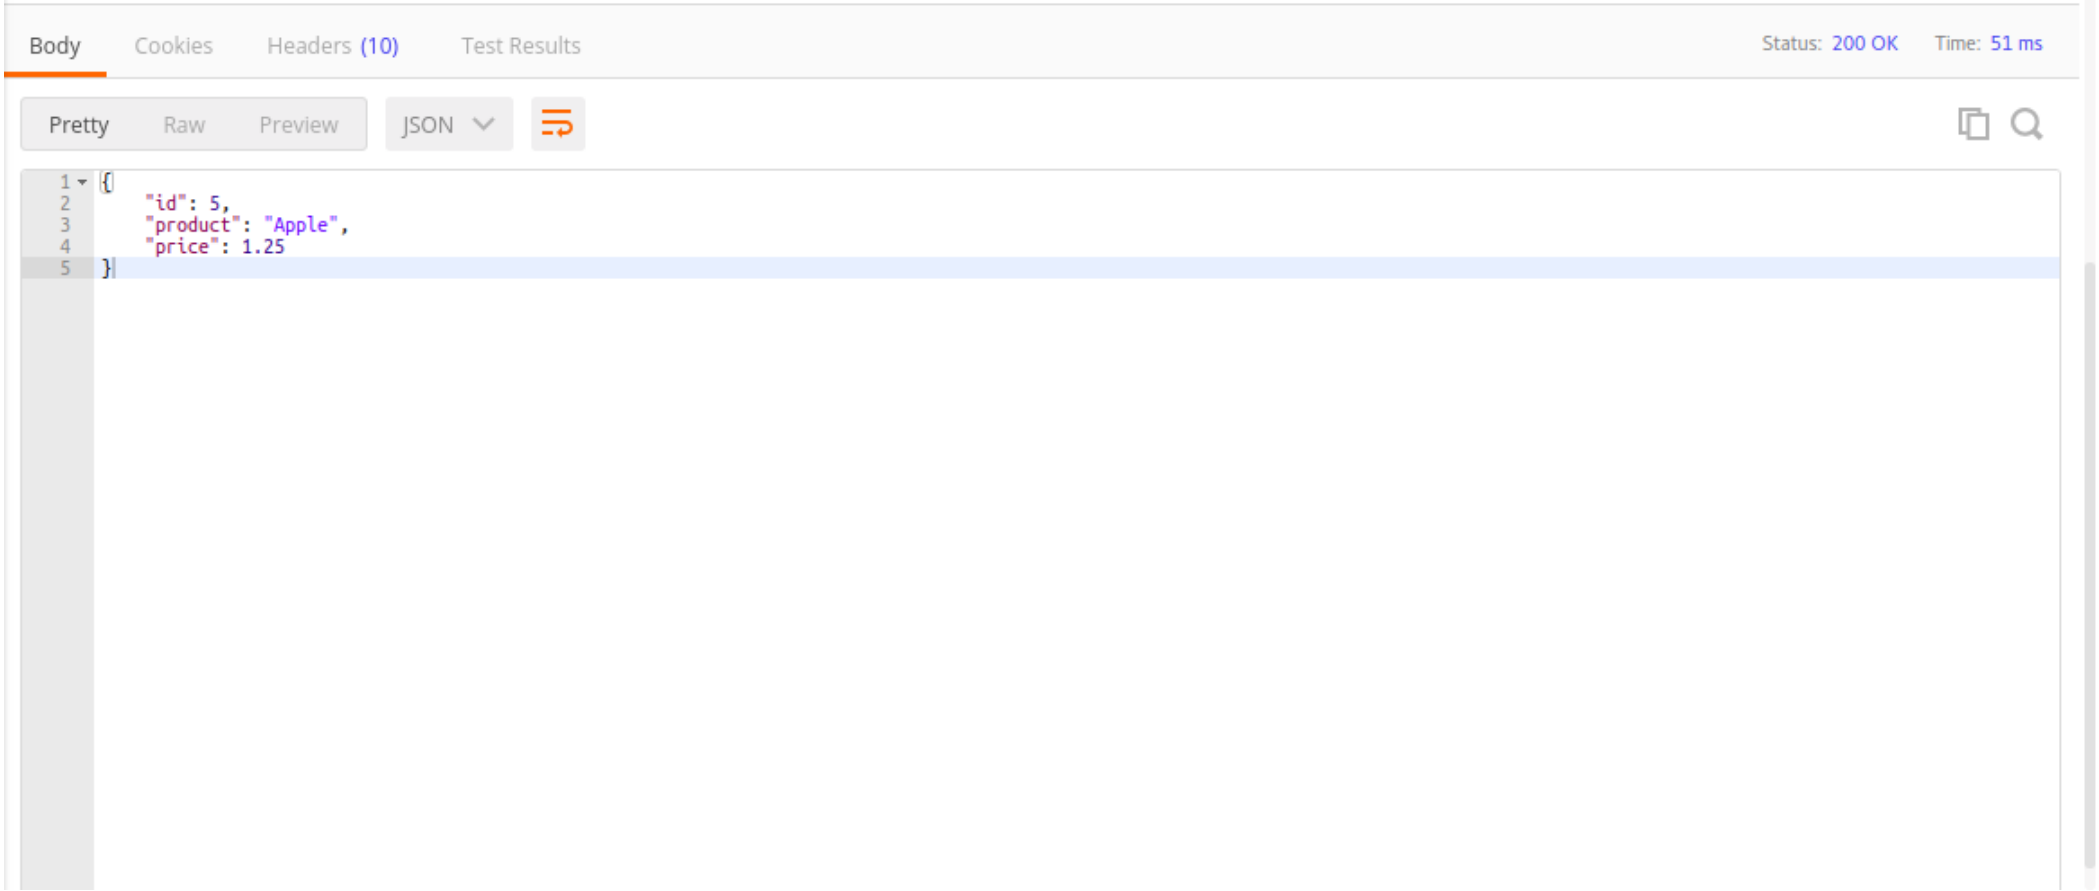 Body Cookies Headers (10) Test Results Status: 200 OK Time: 51 ms
Pretty Raw Preview JSON
1 {
2 "id": 5,
3 "product": "Apple",
4 "price": 1.25
5 }